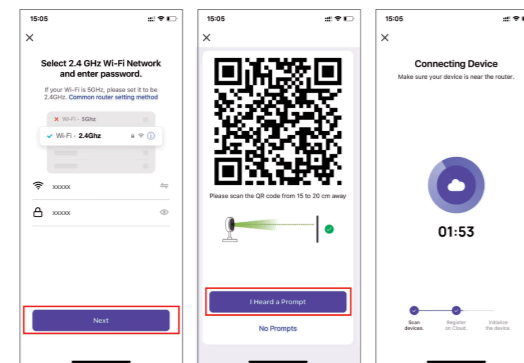 15:05
Select 2.4 GHz Wi-Fi Network
and enter password.
If your Wi-Fi is 5GHz, please set it to be
2.4GHz. Common router setting method
Wi-Fi - 5Ghz
Wi-Fi - 2.4Ghz
xxxxx
xxxxx
Next
15:05
Please scan the QR code from 15 to 20 cm away
I Heard a Prompt
No Prompts
15:05
Connecting Device
Make sure your device is near the router.
01:53
Scan
devices.
Register
on Cloud.
Initialize
the device.